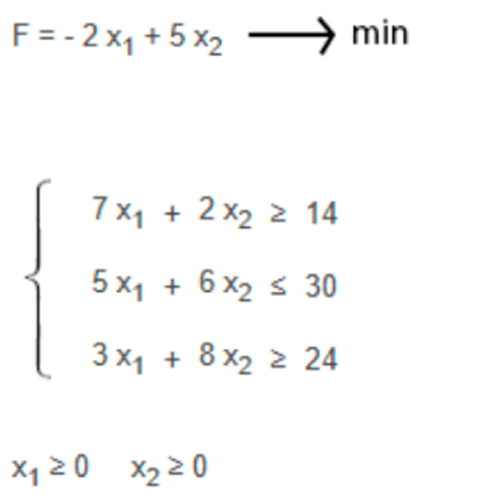 F = - 2 x₁ + 5 x₂ ⟶ min
7 x₁ + 2 x₂ ≥ 14
5 x₁ + 6 x₂ ≤ 30
3 x₁ + 8 x₂ ≥ 24
x₁ ≥ 0 x₂ ≥ 0